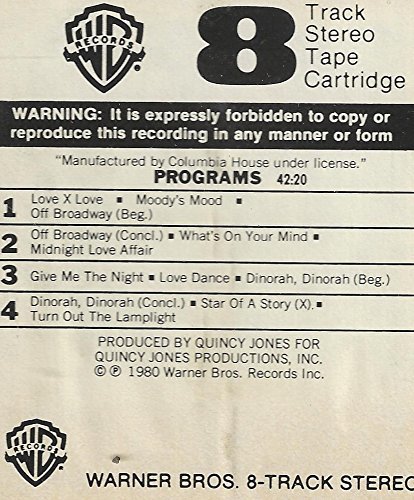 WB
RECORDS
8
Track
Stereo
Tape
Cartridge
WARNING: It is expressly forbidden to copy or
reproduce this recording in any manner or form
"Manufactured by Columbia House under license."
PROGRAMS 42:20
1 Love X Love ▪ Moody's Mood ▪
Off Broadway (Beg.)
2 Off Broadway (Concl.) ▪ What's On Your Mind ▪
Midnight Love Affair
3 Give Me The Night ▪ Love Dance ▪ Dinorah, Dinorah (Beg.)
4 Dinorah, Dinorah (Concl.) ▪ Star Of A Story (X). ▪
Turn Out The Lamplight
PRODUCED BY QUINCY JONES FOR
QUINCY JONES PRODUCTIONS, INC.
© ℗ 1980 Warner Bros. Records Inc.
WB
RECORDS
WARNER BROS. 8-TRACK STEREO